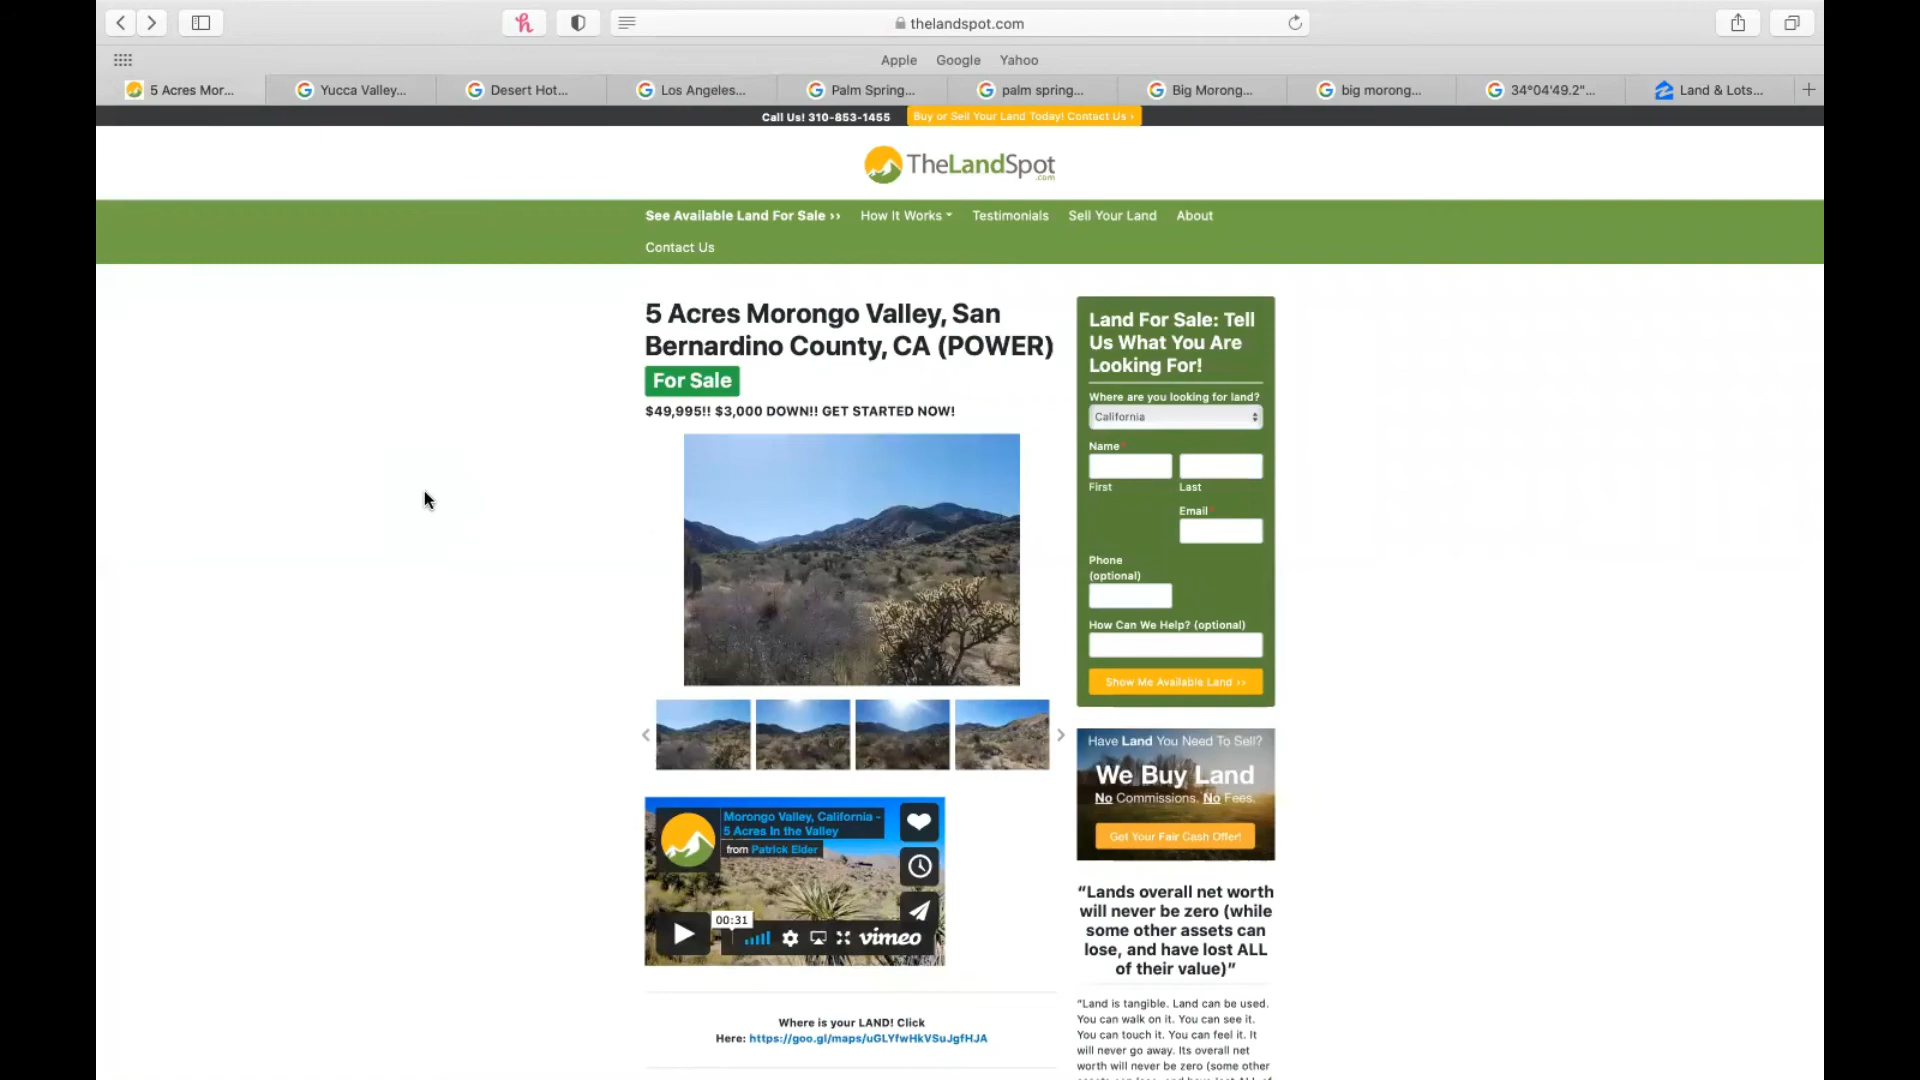 thelandspot.com
Apple Google Yahoo
5 Acres Mor... Yucca Valley... Desert Hot... Los Angeles... Palm Spring... palm spring... Big Morong... big morong... 34°04'49.2"... Land & Lots...
Call Us! 310-853-1455 Buy or Sell Your Land Today! Contact Us ›
TheLandSpot
.com
See Available Land For Sale ›› How It Works Testimonials Sell Your Land About
Contact Us
5 Acres Morongo Valley, San
Bernardino County, CA (POWER)
For Sale
$49,995!! $3,000 DOWN!! GET STARTED NOW!
Morongo Valley, California -
5 Acres In the Valley
from Patrick Elder
00:31
vimeo
Where is your LAND! Click
Here: https://goo.gl/maps/uGLYfwHkVSuJgfHJA
Land For Sale: Tell
Us What You Are
Looking For!
Where are you looking for land?
California
Name*
First Last
Email*
Phone
(optional)
How Can We Help? (optional)
Show Me Available Land >>
Have Land You Need To Sell?
We Buy Land
No Commissions. No Fees.
Get Your Fair Cash Offer!
“Lands overall net worth
will never be zero (while
some other assets can
lose, and have lost ALL
of their value)”
“Land is tangible. Land can be used.
You can walk on it. You can see it.
You can touch it. You can feel it. It
will never go away. Its overall net
worth will never be zero (some other